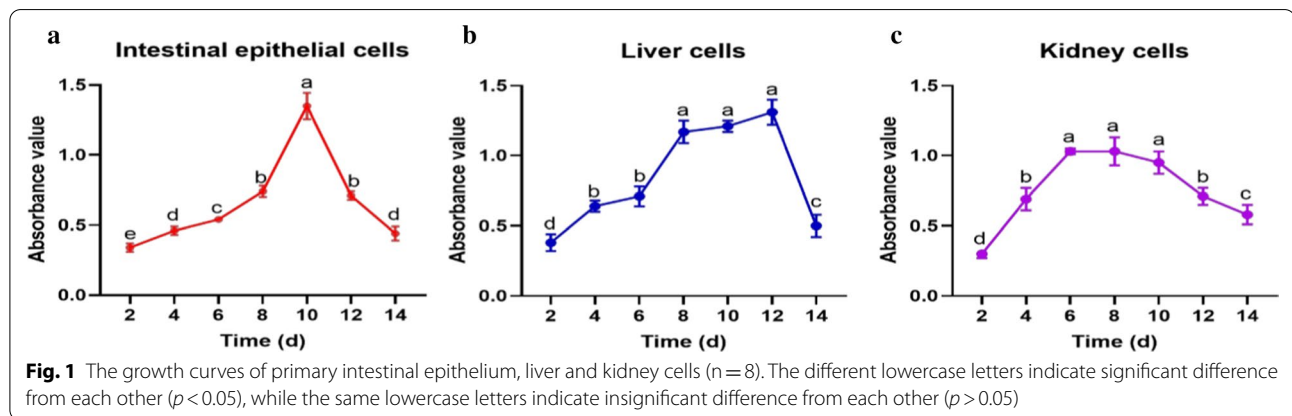 a
Intestinal epithelial cells
Absorbance value
1.5
1.0
0.5
0.0
e
d
c
b
a
b
d
2 4 6 8 10 12 14
Time (d)
b
Liver cells
Absorbance value
1.5
1.0
0.5
0.0
d
b
b
a
a
a
c
2 4 6 8 10 12 14
Time (d)
c
Kidney cells
Absorbance value
1.5
1.0
0.5
0.0
d
b
a
a
a
b
c
2 4 6 8 10 12 14
Time (d)
Fig. 1 The growth curves of primary intestinal epithelium, liver and kidney cells (n = 8). The different lowercase letters indicate significant difference
from each other (p < 0.05), while the same lowercase letters indicate insignificant difference from each other (p > 0.05)